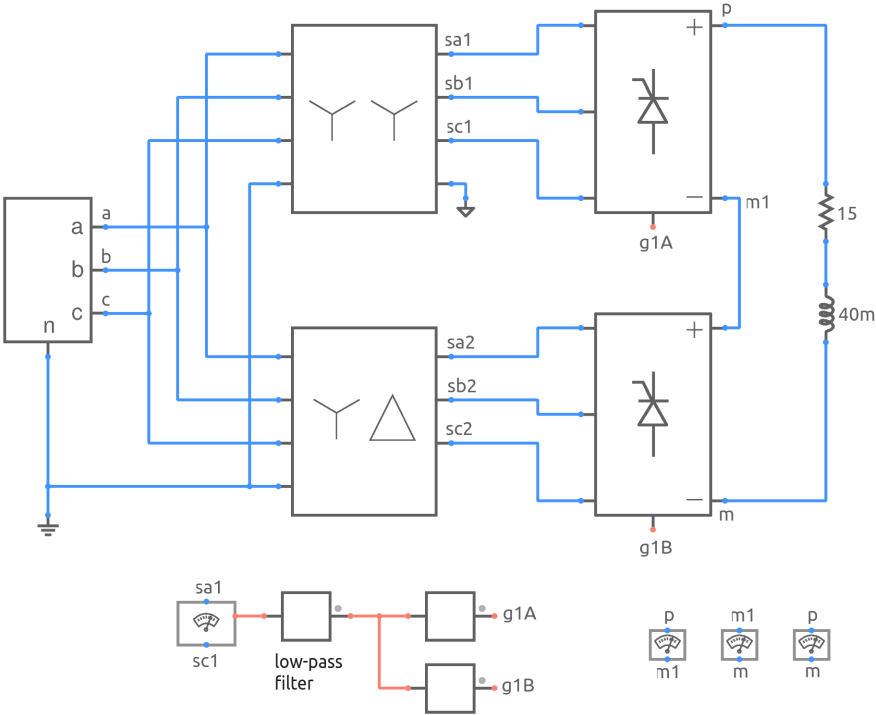 p
sa1
sb1
sc1
+
−
m1
g1A
15
a
a
b
b
c
c
n
40m
sa2
sb2
sc2
+
−
m
g1B
sa1
sc1
low-pass
filter
g1A
g1B
p
m1
m1
m
p
m